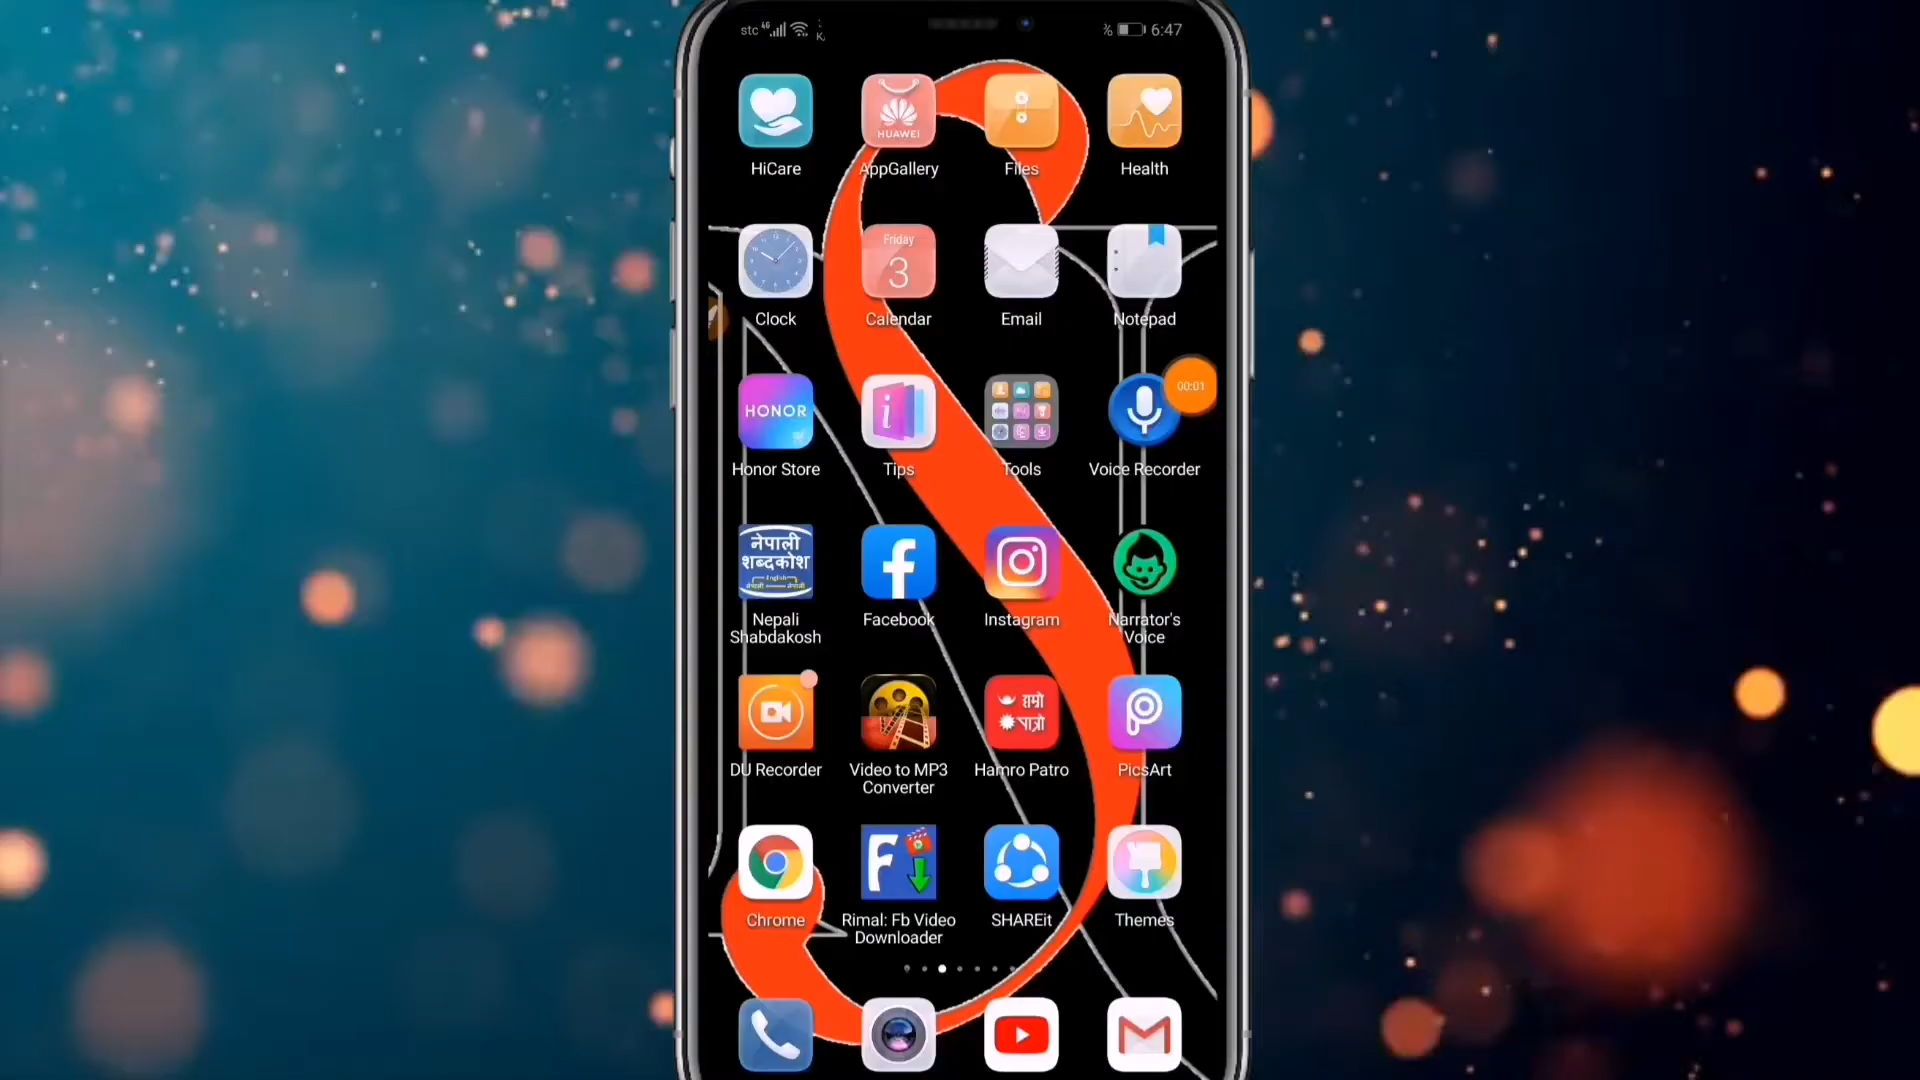 stc 4G
6:47
HUAWEI
HiCare
AppGallery
Files
Health
Friday
3
Clock
Calendar
Email
Notepad
HONOR
00:01
Honor Store
Tips
Tools
Voice Recorder
नेपाली
शब्दकोश
English
Nepali
Shabdakosh
Facebook
Instagram
Narrator's
Voice
हाम्रो
पात्रो
DU Recorder
Video to MP3
Converter
Hamro Patro
PicsArt
Chrome
Rimal: Fb Video
Downloader
SHAREit
Themes